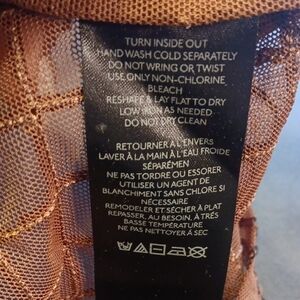 TURN INSIDE OUT
HAND WASH COLD SEPARATELY
DO NOT WRING OR TWIST
USE ONLY NON-CHLORINE
BLEACH
RESHAPE & LAY FLAT TO DRY
LOW IRON AS NEEDED
DO NOT DRY CLEAN
RETOURNER À L'ENVERS
LAVER À LA MAIN À L'EAU FROIDE
SÉPARÉMEN
NE PAS TORDRE OU ESSORER
UTILISER UN AGENT DE
BLANCHIMENT SANS CHLORE SI
NÉCESSAIRE
REMODELER ET SÉCHER À PLAT
REPASSER, AU BESOIN, À TRÈS
BASSE TEMPÉRATURE
NE PAS NETTOYER À SEC